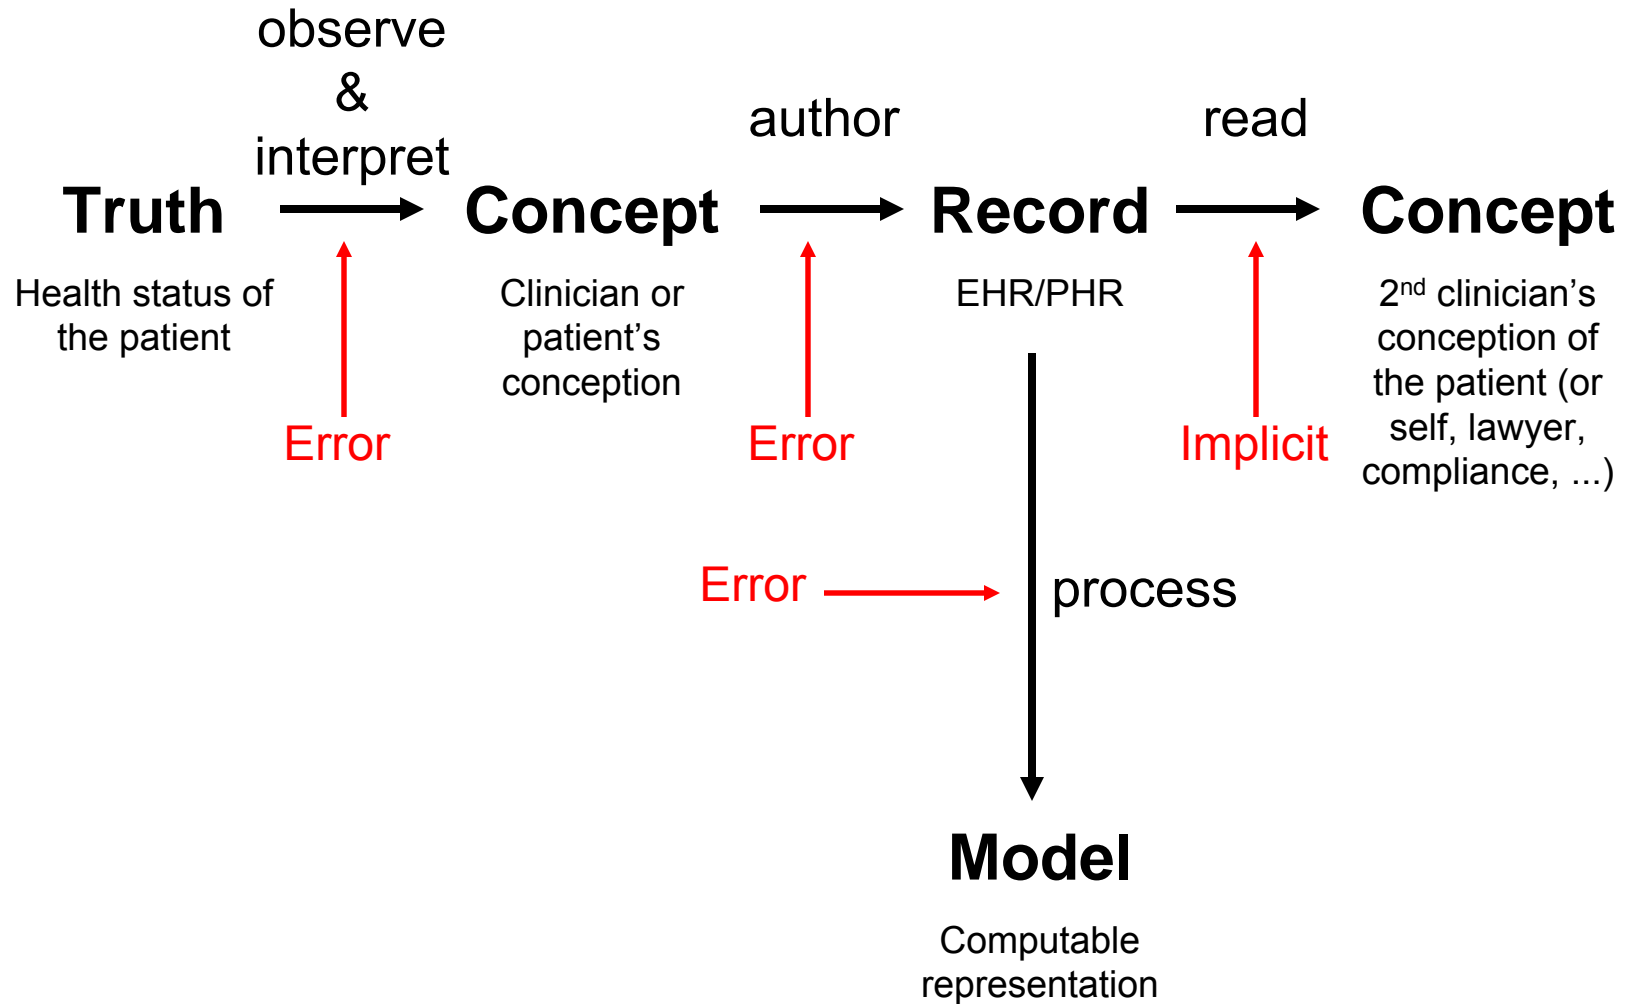 observe
&
interpret
author
read
Truth
Concept
Record
Concept
Health status of
the patient
Clinician or
patient's
conception
EHR/PHR
2nd clinician's
conception of
the patient (or
self, lawyer,
compliance, ...)
Error
Error
Implicit
Error
process
Model
Computable
representation